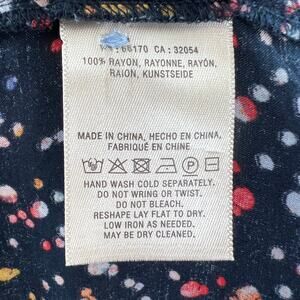 : 66170 CA : 32054
100% RAYON, RAYONNE, RAYÓN,
RAION, KUNSTSEIDE
MADE IN CHINA, HECHO EN CHINA,
FABRIQUÉ EN CHINE
HAND WASH COLD SEPARATELY.
DO NOT WRING OR TWIST.
DO NOT BLEACH.
RESHAPE LAY FLAT TO DRY.
LOW IRON AS NEEDED.
MAY BE DRY CLEANED.